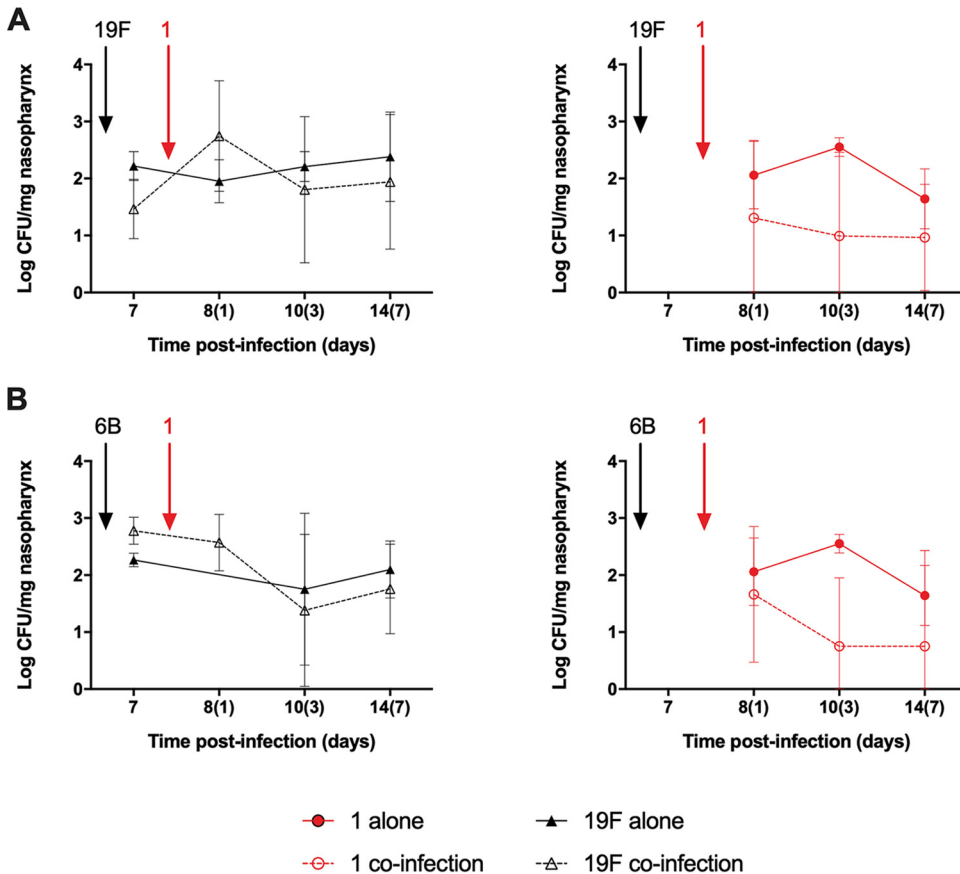 A
19F 1
4
3
2
1
0
Log CFU/mg nasopharynx
7 8(1) 10(3) 14(7)
Time post-infection (days)
19F 1
4
3
2
1
0
Log CFU/mg nasopharynx
7 8(1) 10(3) 14(7)
Time post-infection (days)
B
6B 1
4
3
2
1
0
Log CFU/mg nasopharynx
7 8(1) 10(3) 14(7)
Time post-infection (days)
6B 1
4
3
2
1
0
Log CFU/mg nasopharynx
7 8(1) 10(3) 14(7)
Time post-infection (days)
1 alone 19F alone
1 co-infection 19F co-infection